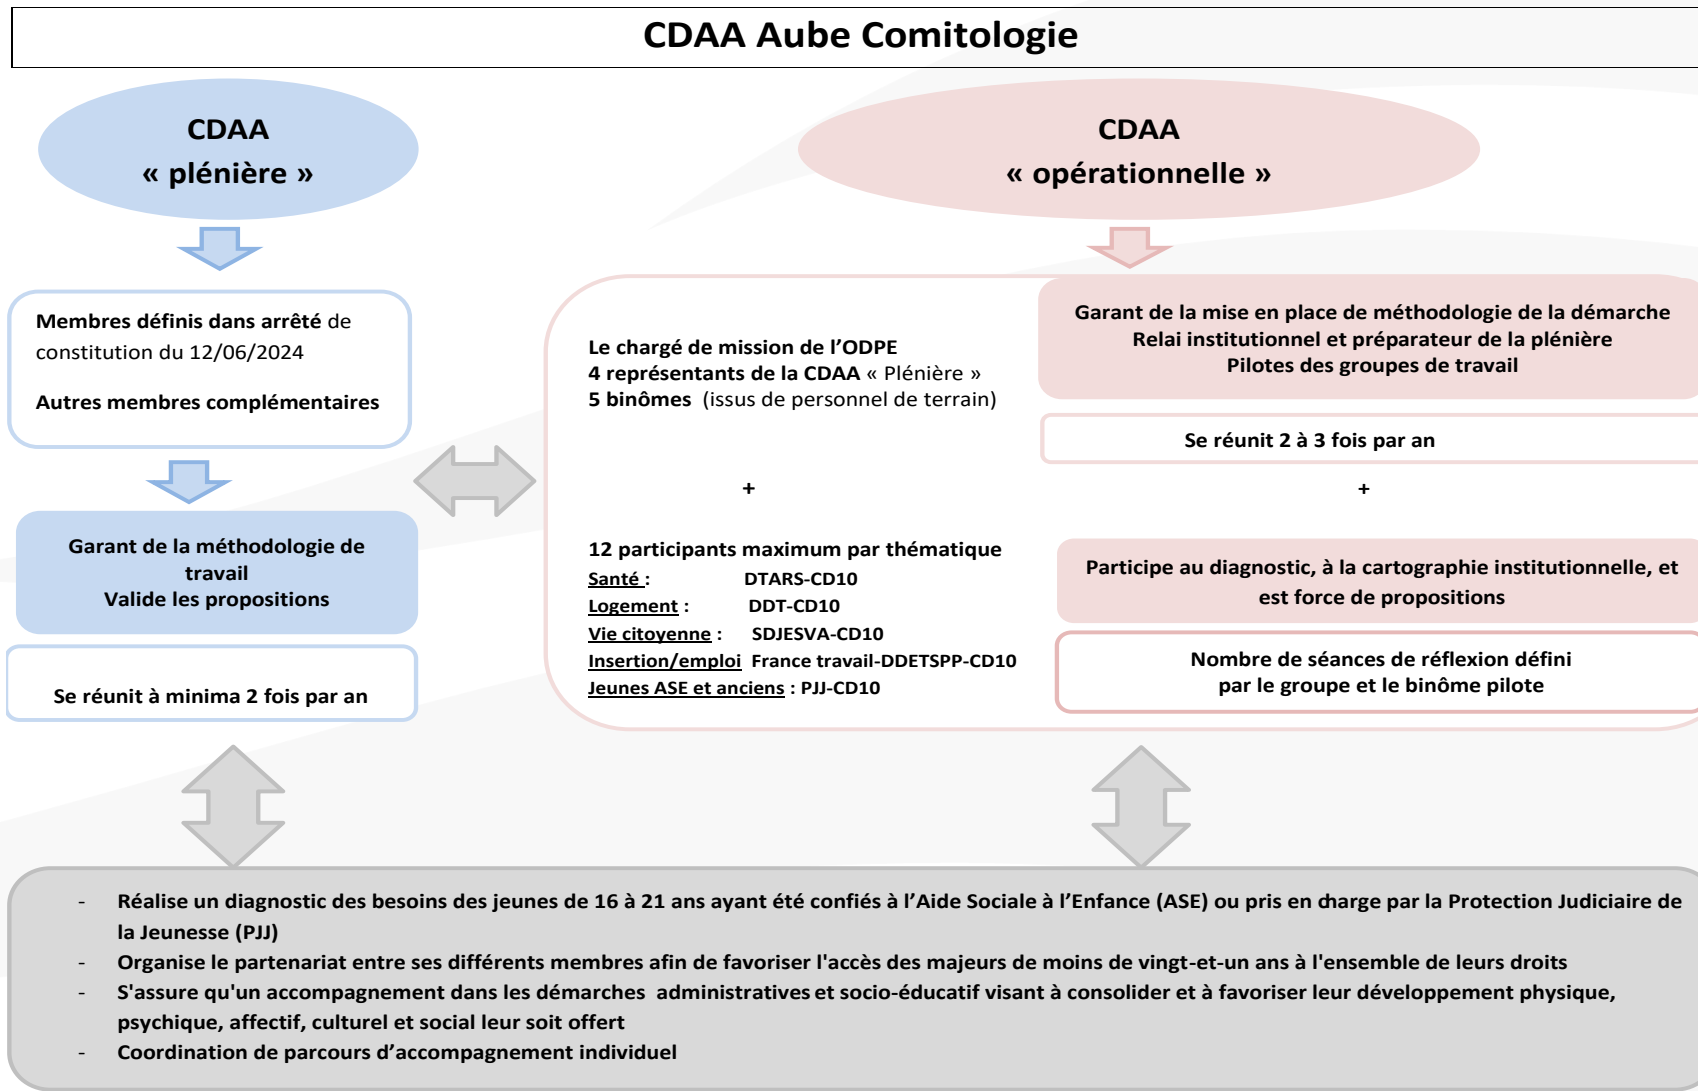 CDAA Aube Comitologie
CDAA
« plénière »
Membres définis dans arrêté de
constitution du 12/06/2024
Autres membres complémentaires
Garant de la méthodologie de
travail
Valide les propositions
Se réunit à minima 2 fois par an
CDAA
« opérationnelle »
Le chargé de mission de l’ODPE
4 représentants de la CDAA « Plénière »
5 binômes (issus de personnel de terrain)
+
12 participants maximum par thématique
Santé : DTARS-CD10
Logement : DDT-CD10
Vie citoyenne : SDJESVA-CD10
Insertion/emploi France travail-DDETSPP-CD10
Jeunes ASE et anciens : PJJ-CD10
Garant de la mise en place de méthodologie de la démarche
Relai institutionnel et préparateur de la plénière
Pilotes des groupes de travail
Se réunit 2 à 3 fois par an
+
Participe au diagnostic, à la cartographie institutionnelle, et
est force de propositions
Nombre de séances de réflexion défini
par le groupe et le binôme pilote
- Réalise un diagnostic des besoins des jeunes de 16 à 21 ans ayant été confiés à l’Aide Sociale à l’Enfance (ASE) ou pris en charge par la Protection Judiciaire de
la Jeunesse (PJJ)
- Organise le partenariat entre ses différents membres afin de favoriser l'accès des majeurs de moins de vingt-et-un ans à l'ensemble de leurs droits
- S'assure qu'un accompagnement dans les démarches administratives et socio-éducatif visant à consolider et à favoriser leur développement physique,
psychique, affectif, culturel et social leur soit offert
- Coordination de parcours d’accompagnement individuel